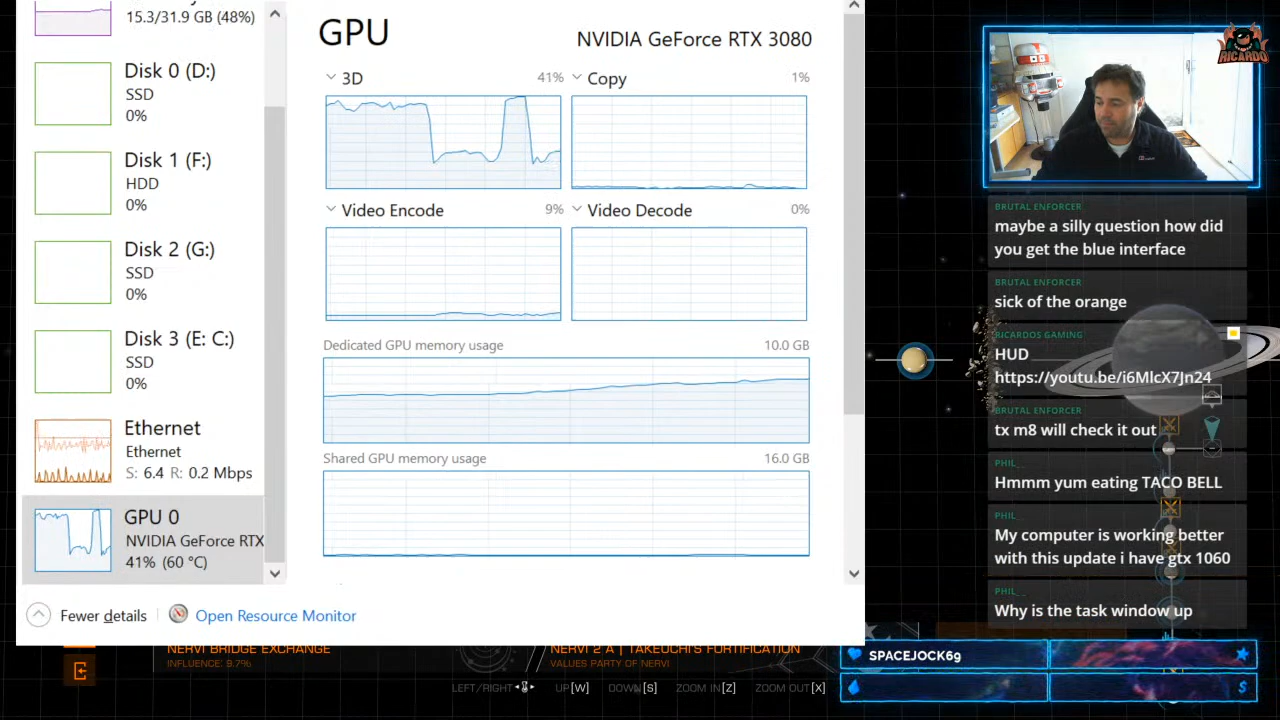 15.3/31.9 GB (48%)
Disk 0 (D:)
SSD
0%
Disk 1 (F:)
HDD
0%
Disk 2 (G:)
SSD
0%
Disk 3 (E: C:)
SSD
0%
Ethernet
Ethernet
S: 6.4 R: 0.2 Mbps
GPU 0
NVIDIA GeForce RTX
41% (60 °C)
GPU
NVIDIA GeForce RTX 3080
3D 41%
Copy 1%
Video Encode 9%
Video Decode 0%
Dedicated GPU memory usage 10.0 GB
Shared GPU memory usage 16.0 GB
Fewer details
Open Resource Monitor
NERVI BRIDGE EXCHANGE
INFLUENCE: 9.7%
NERVI 2 A | TAKEUCHI'S FORTIFICATION
VALUES PARTY OF NERVI
LEFT/RIGHT UP[W] DOWN[S] ZOOM IN[Z] ZOOM OUT[X]
RICARDO
BRUTAL ENFORCER
maybe a silly question how did
you get the blue interface
BRUTAL ENFORCER
sick of the orange
RICARDOS GAMING
HUD
https://youtu.be/i6MlcX7Jn24
BRUTAL ENFORCER
tx m8 will check it out
PHIL_
Hmmm yum eating TACO BELL
PHIL_
My computer is working better
with this update i have gtx 1060
PHIL_
Why is the task window up
SPACEJOCK69
$